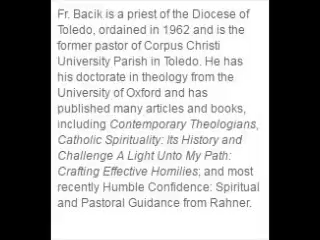 Fr. Bacik is a priest of the Diocese of
Toledo, ordained in 1962 and is the
former pastor of Corpus Christi
University Parish in Toledo. He has
his doctorate in theology from the
University of Oxford and has
published many articles and books,
including Contemporary Theologians,
Catholic Spirituality: Its History and
Challenge A Light Unto My Path:
Crafting Effective Homilies; and most
recently Humble Confidence: Spiritual
and Pastoral Guidance from Rahner.